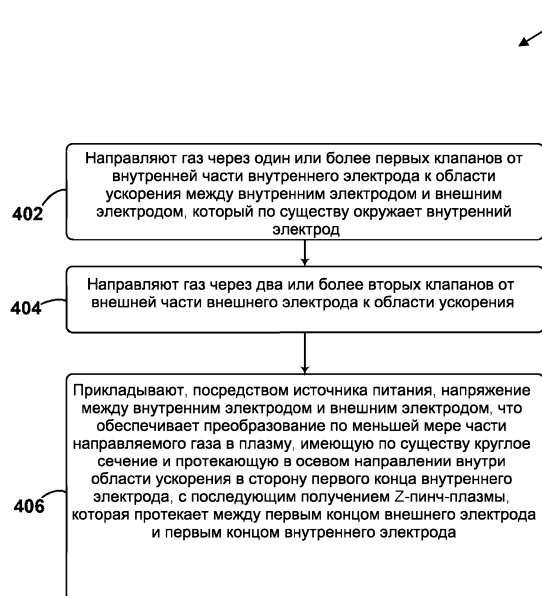 Направляют газ через один или более первых клапанов от
внутренней части внутреннего электрода к области
ускорения между внутренним электродом и внешним
электродом, который по существу окружает внутренний
электрод
402
Направляют газ через два или более вторых клапанов от
внешней части внешнего электрода к области ускорения
404
Прикладывают, посредством источника питания, напряжение
между внутренним электродом и внешним электродом, что
обеспечивает преобразование по меньшей мере части
направляемого газа в плазму, имеющую по существу круглое
сечение и протекающую в осевом направлении внутри
области ускорения в сторону первого конца внутреннего
электрода, с последующим получением Z-пинч-плазмы,
которая протекает между первым концом внешнего электрода
и первым концом внутреннего электрода
406